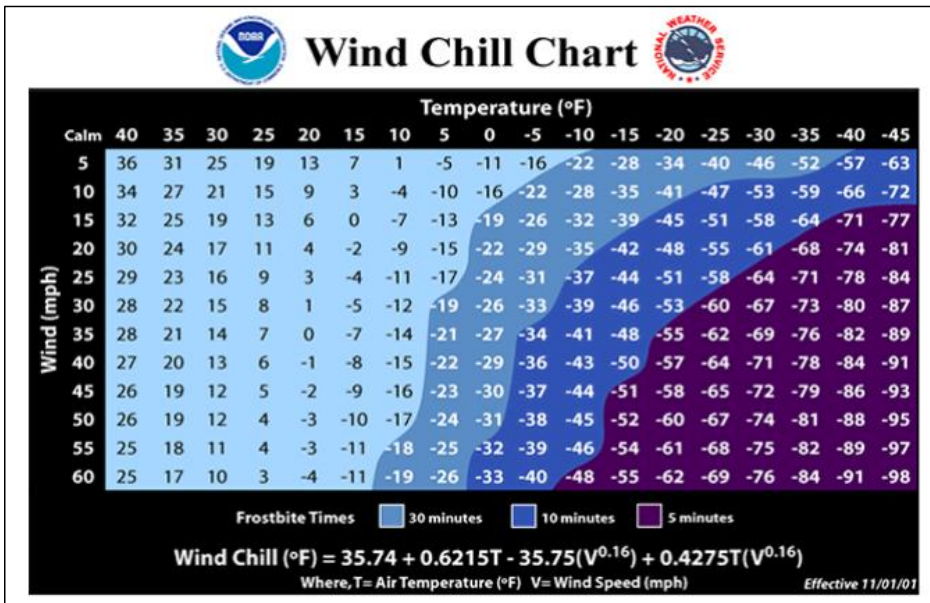 NOAA
Wind Chill Chart
NATIONAL WEATHER SERVICE
Temperature (ºF)
Calm 40 35 30 25 20 15 10 5 0 -5 -10 -15 -20 -25 -30 -35 -40 -45
Wind (mph)
5 36 31 25 19 13 7 1 -5 -11 -16 -22 -28 -34 -40 -46 -52 -57 -63
10 34 27 21 15 9 3 -4 -10 -16 -22 -28 -35 -41 -47 -53 -59 -66 -72
15 32 25 19 13 6 0 -7 -13 -19 -26 -32 -39 -45 -51 -58 -64 -71 -77
20 30 24 17 11 4 -2 -9 -15 -22 -29 -35 -42 -48 -55 -61 -68 -74 -81
25 29 23 16 9 3 -4 -11 -17 -24 -31 -37 -44 -51 -58 -64 -71 -78 -84
30 28 22 15 8 1 -5 -12 -19 -26 -33 -39 -46 -53 -60 -67 -73 -80 -87
35 28 21 14 7 0 -7 -14 -21 -27 -34 -41 -48 -55 -62 -69 -76 -82 -89
40 27 20 13 6 -1 -8 -15 -22 -29 -36 -43 -50 -57 -64 -71 -78 -84 -91
45 26 19 12 5 -2 -9 -16 -23 -30 -37 -44 -51 -58 -65 -72 -79 -86 -93
50 26 19 12 4 -3 -10 -17 -24 -31 -38 -45 -52 -60 -67 -74 -81 -88 -95
55 25 18 11 4 -3 -11 -18 -25 -32 -39 -46 -54 -61 -68 -75 -82 -89 -97
60 25 17 10 3 -4 -11 -19 -26 -33 -40 -48 -55 -62 -69 -76 -84 -91 -98
Frostbite Times 30 minutes 10 minutes 5 minutes
Wind Chill (ºF) = 35.74 + 0.6215T - 35.75(V^0.16) + 0.4275T(V^0.16)
Where, T= Air Temperature (ºF) V= Wind Speed (mph)
Effective 11/01/01